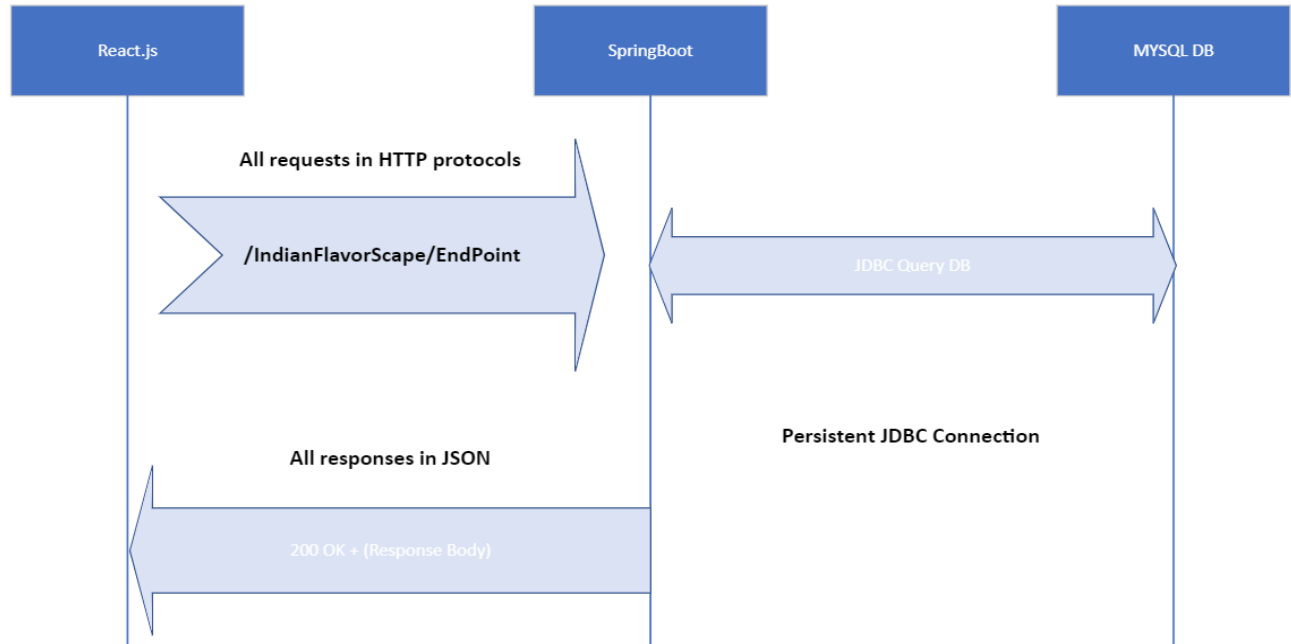 React.js
SpringBoot
MYSQL DB
All requests in HTTP protocols
/IndianFlavorScape/EndPoint
JDBC Query DB
Persistent JDBC Connection
All responses in JSON
200 OK + (Response Body)